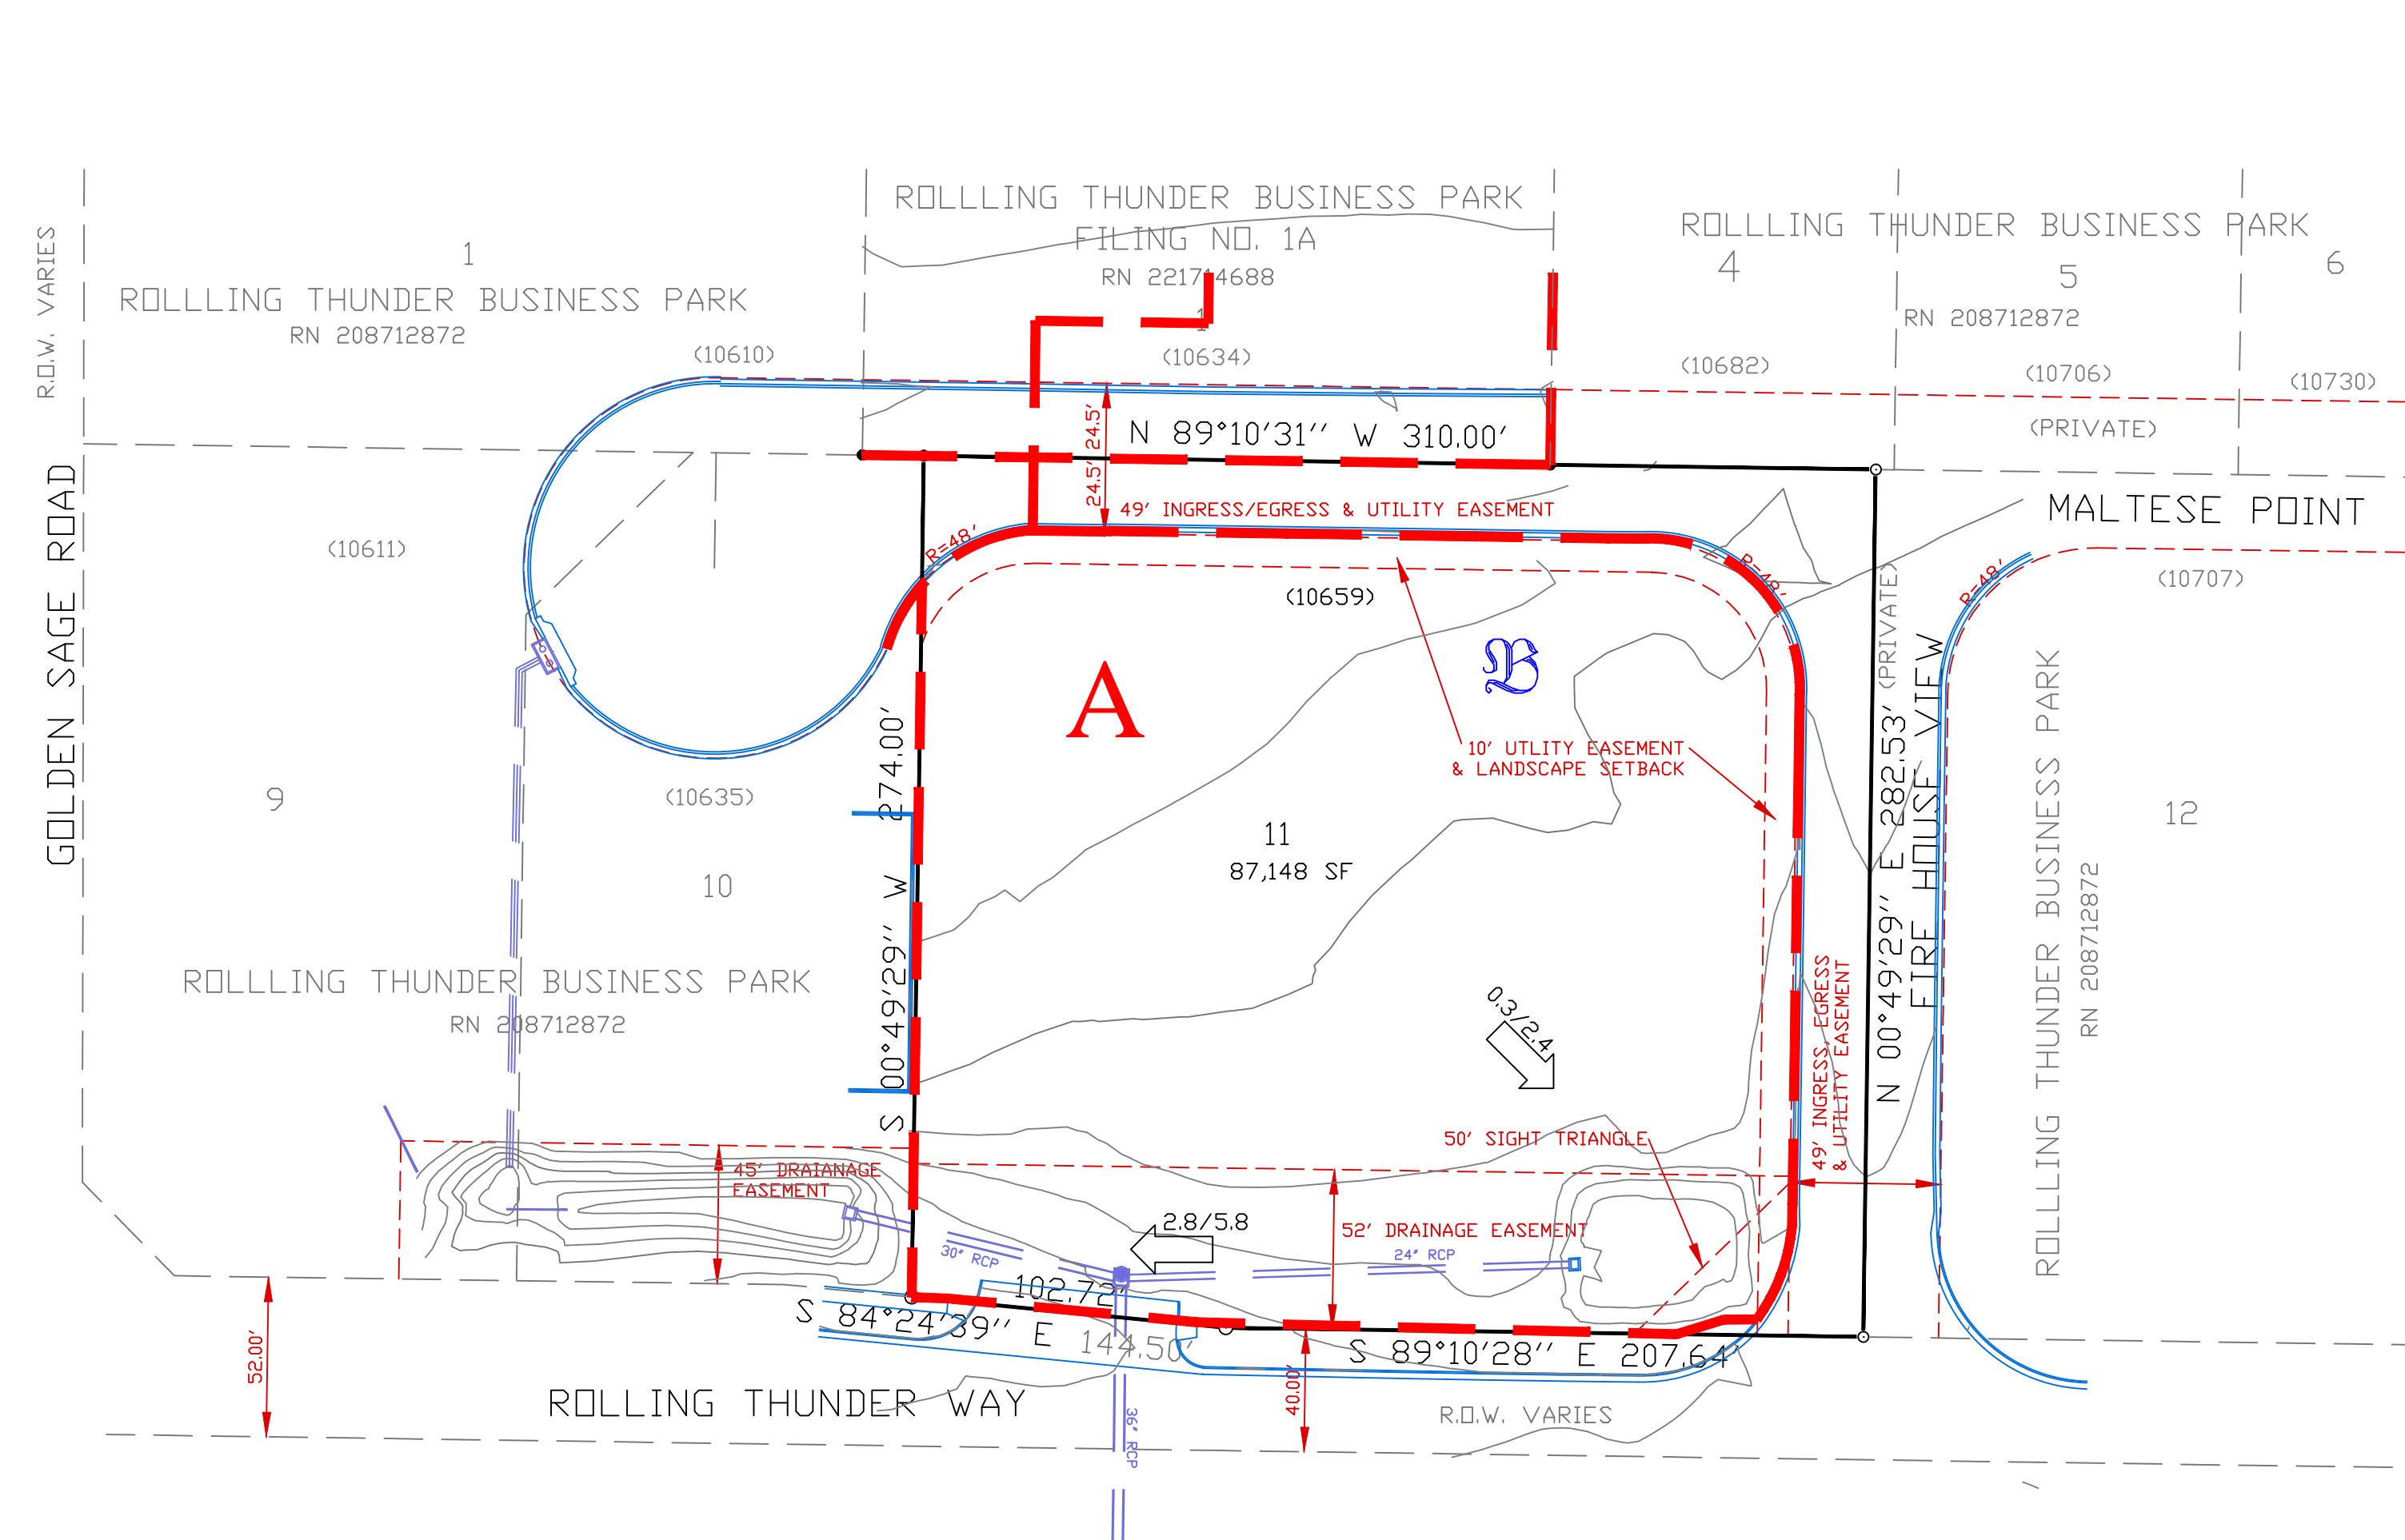 ROLLLING THUNDER BUSINESS PARK
FILING NO. 1A
RN 221714688
1
(10634)
ROLLLING THUNDER BUSINESS PARK
4
5
6
RN 208712872
(10682)
(10706)
(10730)
(PRIVATE)
R.O.W. VARIES
1
ROLLLING THUNDER BUSINESS PARK
RN 208712872
(10610)
24.5'
24.5'
N 89°10'31" W 310.00'
49' INGRESS/EGRESS & UTILITY EASEMENT
MALTESE POINT
R=48'
R=48'
R=48'
(10707)
(10611)
GOLDEN SAGE ROAD
(10659)
A
B
(PRIVATE)
FIRE HOUSE VIEW
N 00°49'29" E 282.53'
S 00°49'29" W 274.00'
10' UTLITY EASEMENT
& LANDSCAPE SETBACK
9
(10635)
10
11
87,148 SF
12
ROLLLING THUNDER BUSINESS PARK
RN 208712872
ROLLLING THUNDER BUSINESS PARK
RN 208712872
0.3/2.4
49' INGRESS, EGRESS
& UTILITY EASEMENT
50' SIGHT TRIANGLE
45' DRAIANAGE
EASEMENT
2.8/5.8
52' DRAINAGE EASEMENT
30" RCP
24" RCP
102.72'
S 84°24'39" E
144.50'
S 89°10'28" E 207.64'
52.00'
40.00'
ROLLING THUNDER WAY
36" RCP
R.O.W. VARIES